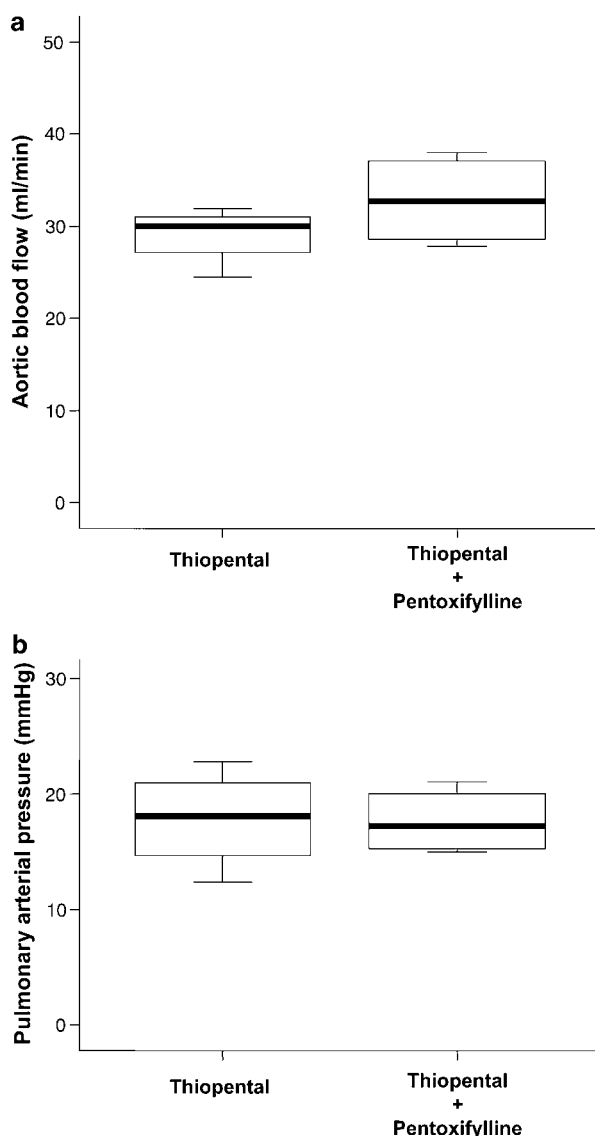 a
Aortic blood flow (ml/min)
50
40
30
20
10
0
Thiopental
Thiopental
+
Pentoxifylline
b
Pulmonary arterial pressure (mmHg)
30
20
10
0
Thiopental
Thiopental
+
Pentoxifylline